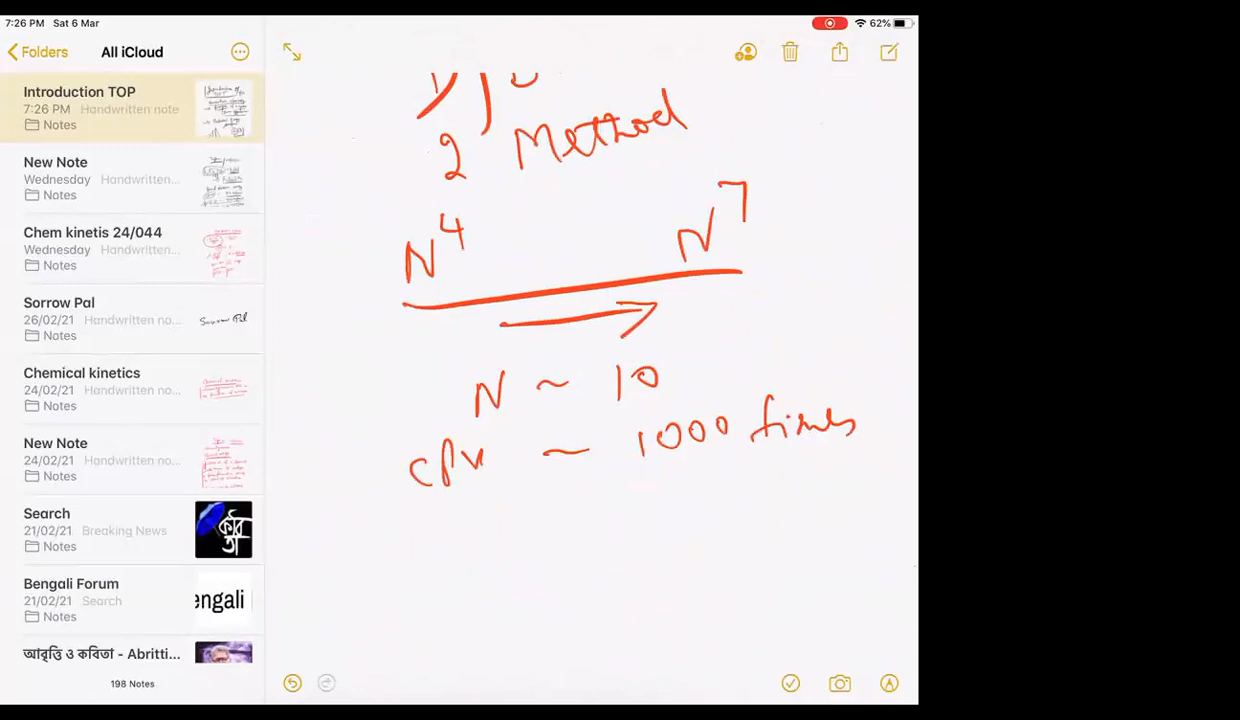 7:26 PM Sat 6 Mar
62%
Folders
All iCloud
Introduction TOP
7:26 PM Handwritten note
Notes
New Note
Wednesday Handwritten...
Notes
Chem kinetis 24/044
Wednesday Handwritten...
Notes
Sorrow Pal
26/02/21 Handwritten no...
Notes
Chemical kinetics
24/02/21 Handwritten no...
Notes
New Note
24/02/21 Handwritten no...
Notes
Search
21/02/21 Breaking News
Notes
Bengali Forum
21/02/21 Search
Notes
engali
আবৃত্তি ও কবিতা - Abritti...
198 Notes
2 Method
N⁴ N⁷
N ~ 10
CPU ~ 1000 times